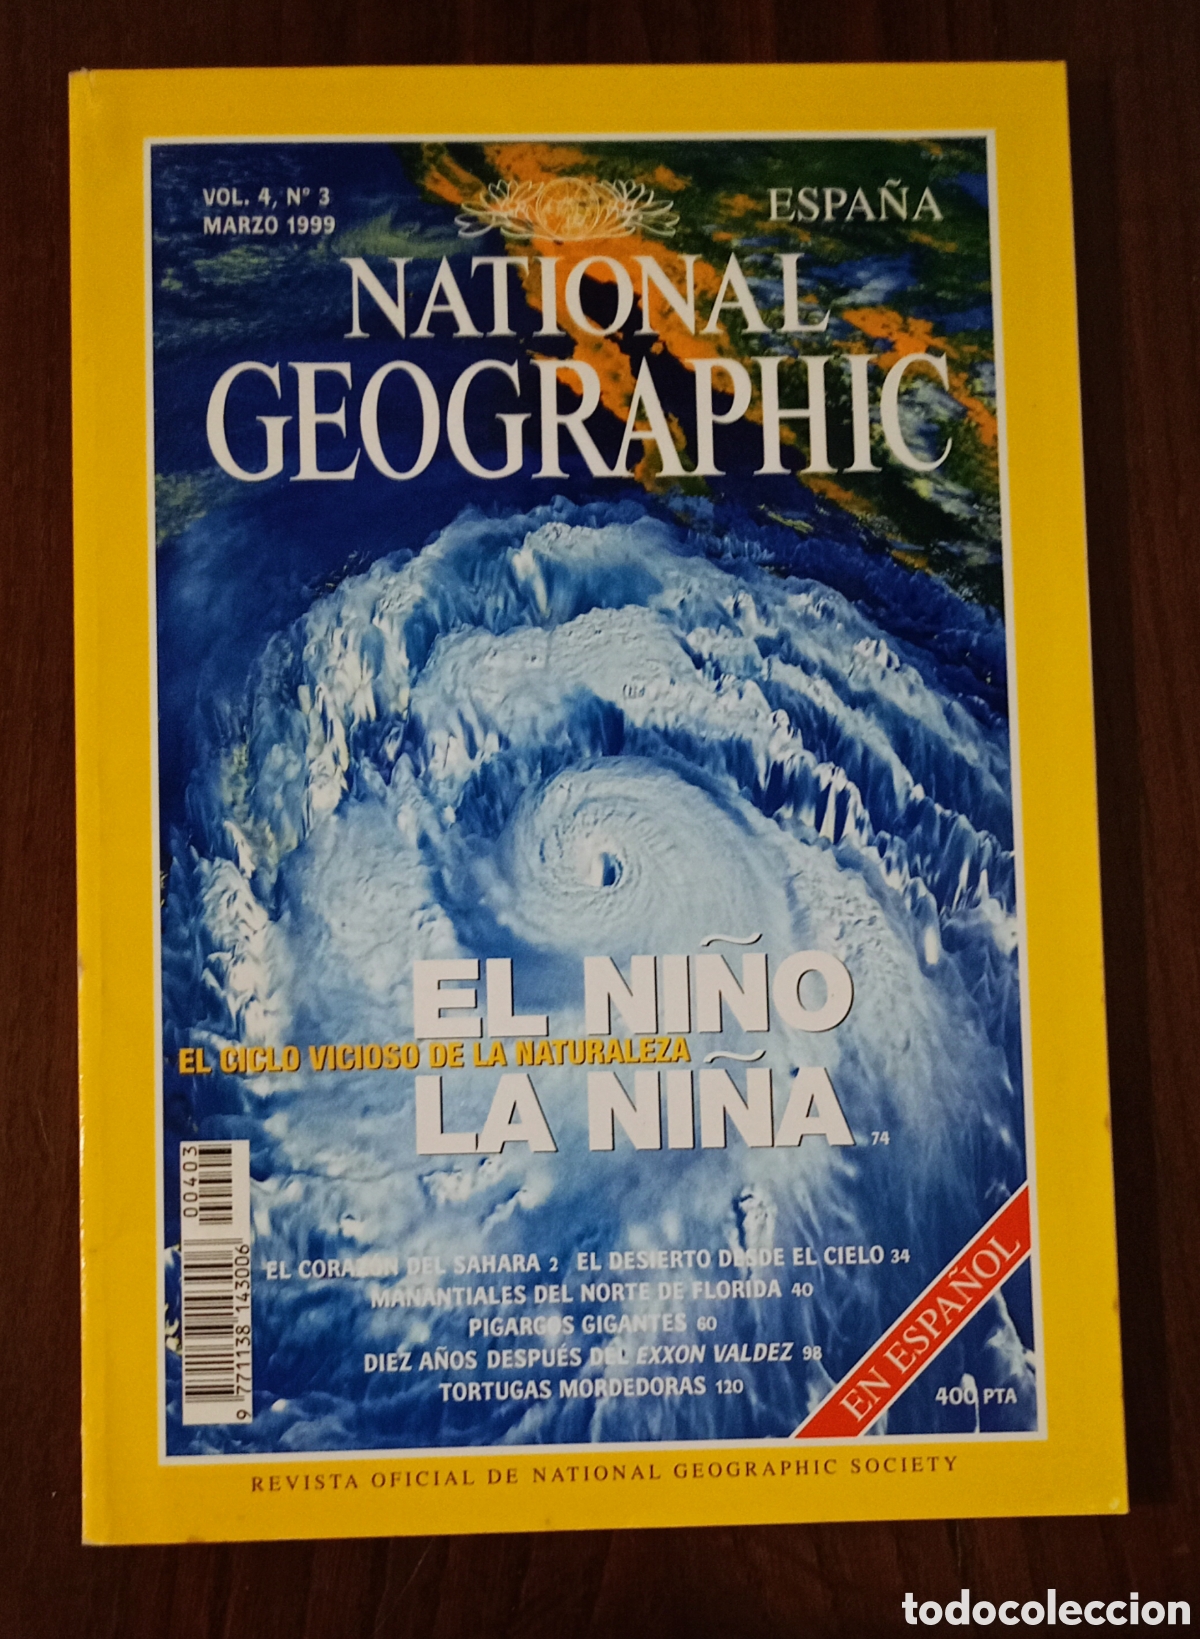 VOL. 4, Nº 3
MARZO 1999
ESPAÑA
NATIONAL
GEOGRAPHIC
EL NIÑO
EL CICLO VICIOSO DE LA NATURALEZA
LA NIÑA 74
00403
9 771138 143006
EL CORAZÓN DEL SAHARA 2 EL DESIERTO DESDE EL CIELO 34
MANANTIALES DEL NORTE DE FLORIDA 40
PIGARGOS GIGANTES 60
DIEZ AÑOS DESPUÉS DEL EXXON VALDEZ 98
TORTUGAS MORDEDORAS 120
EN ESPAÑOL
400 PTA
REVISTA OFICIAL DE NATIONAL GEOGRAPHIC SOCIETY
todocoleccion